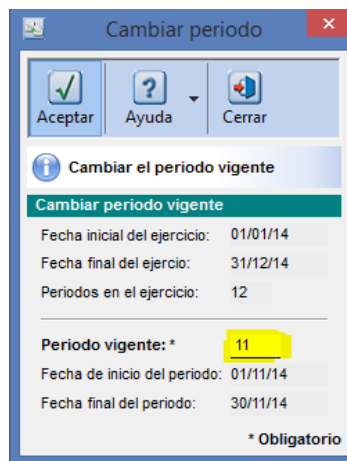 Cambiar periodo
Aceptar
Ayuda
Cerrar
Cambiar el periodo vigente
Cambiar periodo vigente
Fecha inicial del ejercicio: 01/01/14
Fecha final del ejercio: 31/12/14
Periodos en el ejercicio: 12
Periodo vigente: * 11
Fecha de inicio del periodo: 01/11/14
Fecha final del periodo: 30/11/14
* Obligatorio